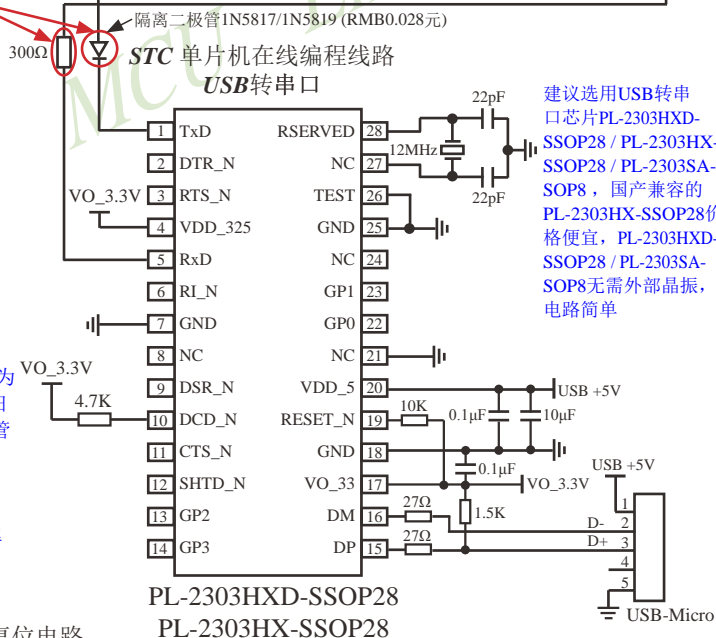 隔离二极管1N5817/1N5819 (RMB0.028元)
300Ω
STC 单片机在线编程线路
USB转串口
MCU
1 TxD
2 DTR_N
3 RTS_N
4 VDD_325
5 RxD
6 RI_N
7 GND
8 NC
9 DSR_N
10 DCD_N
11 CTS_N
12 SHTD_N
13 GP2
14 GP3
RSERVED 28
NC 27
TEST 26
GND 25
NC 24
GP1 23
GP0 22
NC 21
VDD_5 20
RESET_N 19
GND 18
VO_33 17
DM 16
DP 15
VO_3.3V
VO_3.3V
4.7K
22pF
12MHz
22pF
建议选用USB转串
口芯片PL-2303HXD-
SSOP28 / PL-2303HX-
SSOP28 / PL-2303SA-
SOP8，国产兼容的
PL-2303HX-SSOP28价
格便宜，PL-2303HXD-
SSOP28 / PL-2303SA-
SOP8无需外部晶振，
电路简单
为
管
USB +5V
10K
0.1μF
10μF
0.1μF
VO_3.3V
USB +5V
27Ω
1.5K
27Ω
D-
D+
1
2
3
4
5
USB-Micro
PL-2303HXD-SSOP28
PL-2303HX-SSOP28
复位电路